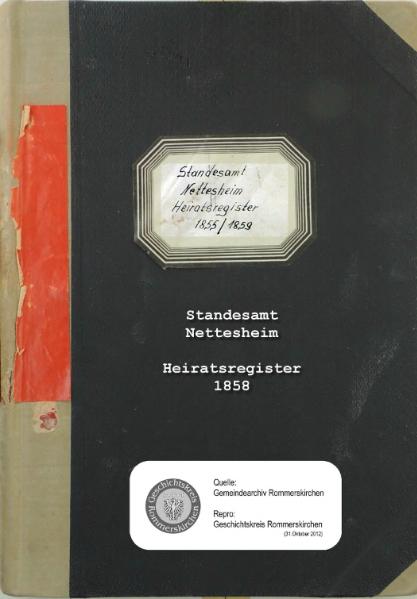 Standesamt
Nettesheim
Heiratsregister
1855/1859
Standesamt
Nettesheim
Heiratsregister
1858
Geschichtskreis
Rommerskirchen
Quelle:
Gemeindearchiv Rommerskirchen
Repro:
Geschichtskreis Rommerskirchen
(31.Oktober 2012)